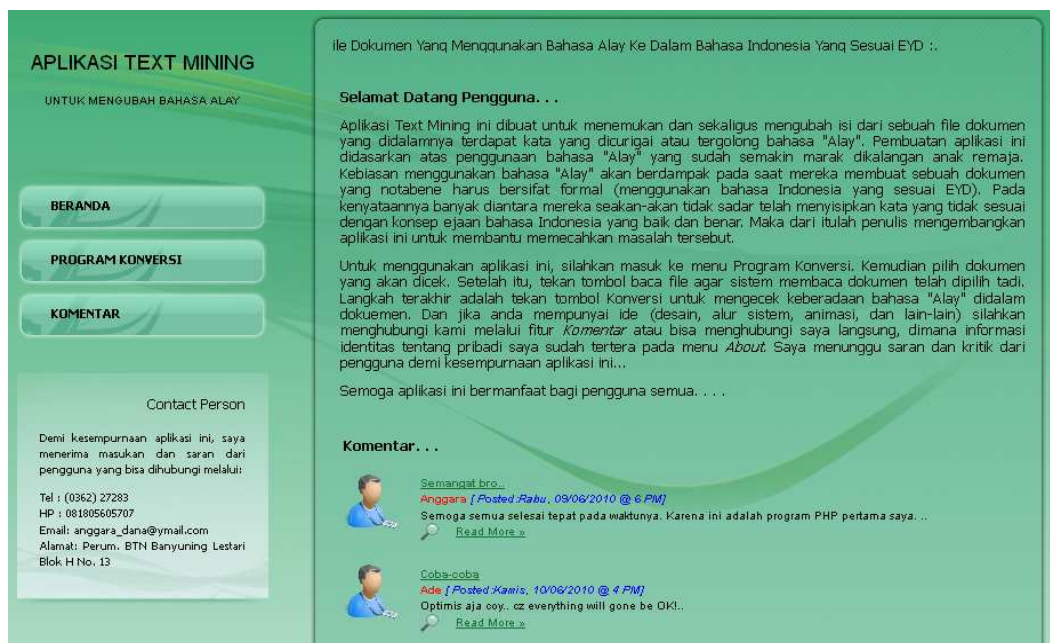 APLIKASI TEXT MINING
UNTUK MENGUBAH BAHASA ALAY
BERANDA
PROGRAM KONVERSI
KOMENTAR
Contact Person
Demi kesempurnaan aplikasi ini, saya
menerima masukan dan saran dari
pengguna yang bisa dihubungi melalui:
Tel : (0362) 27283
HP : 081805605707
Email: anggara_dana@ymail.com
Alamat: Perum. BTN Banyuning Lestari
Blok H No. 13
ile Dokumen Yang Menggunakan Bahasa Alay Ke Dalam Bahasa Indonesia Yang Sesuai EYD :.
Selamat Datang Pengguna. . .
Aplikasi Text Mining ini dibuat untuk menemukan dan sekaligus mengubah isi dari sebuah file dokumen
yang didalamnya terdapat kata yang dicurigai atau tergolong bahasa "Alay". Pembuatan aplikasi ini
didasarkan atas penggunaan bahasa "Alay" yang sudah semakin marak dikalangan anak remaja.
Kebiasan menggunakan bahasa "Alay" akan berdampak pada saat mereka membuat sebuah dokumen
yang notabene harus bersifat formal (menggunakan bahasa Indonesia yang sesuai EYD). Pada
kenyataannya banyak diantara mereka seakan-akan tidak sadar telah menyisipkan kata yang tidak sesuai
dengan konsep ejaan bahasa Indonesia yang baik dan benar. Maka dari itulah penulis mengembangkan
aplikasi ini untuk membantu memecahkan masalah tersebut.
Untuk menggunakan aplikasi ini, silahkan masuk ke menu Program Konversi. Kemudian pilih dokumen
yang akan dicek. Setelah itu, tekan tombol baca file agar sistem membaca dokumen telah dipilih tadi.
Langkah terakhir adalah tekan tombol Konversi untuk mengecek keberadaan bahasa "Alay" didalam
dokuemen. Dan jika anda mempunyai ide (desain, alur sistem, animasi, dan lain-lain) silahkan
menghubungi kami melalui fitur Komentar atau bisa menghubungi saya langsung, dimana informasi
identitas tentang pribadi saya sudah tertera pada menu About. Saya menunggu saran dan kritik dari
pengguna demi kesempurnaan aplikasi ini...
Semoga aplikasi ini bermanfaat bagi pengguna semua. . . .
Komentar. . .
Semangat bro..
Anggara [ Posted :Rabu, 09/06/2010 @ 6 PM]
Semoga semua selesai tepat pada waktunya. Karena ini adalah program PHP pertama saya. ..
Read More »
Coba-coba
Ade [ Posted :Kamis, 10/06/2010 @ 4 PM]
Optimis aja coy.. cz everything will gone be OK!..
Read More »